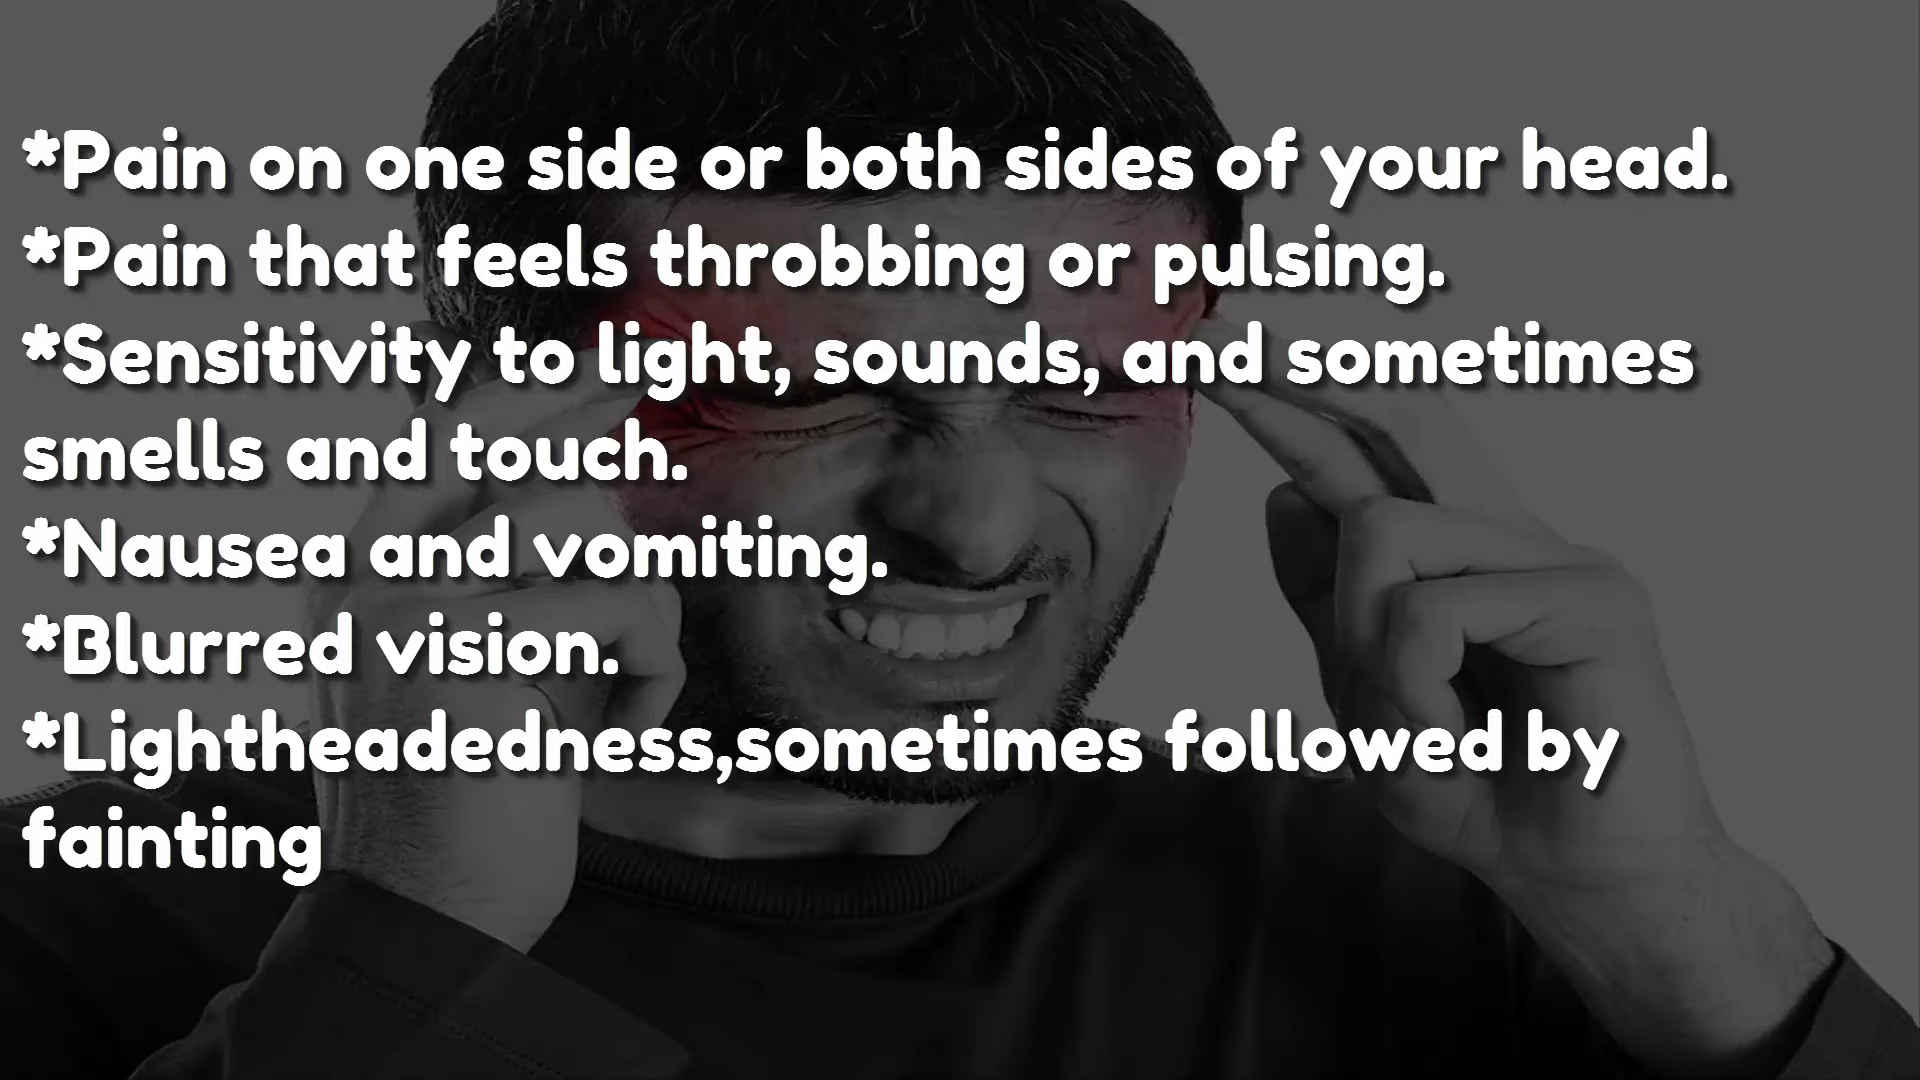 *Pain on one side or both sides of your head.
*Pain that feels throbbing or pulsing.
*Sensitivity to light, sounds, and sometimes
smells and touch.
*Nausea and vomiting.
*Blurred vision.
*Lightheadedness,sometimes followed by
fainting